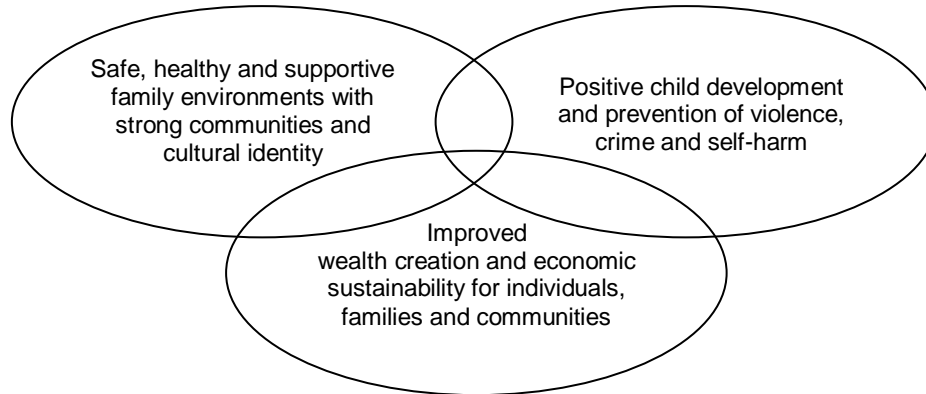 Safe, healthy and supportive
family environments with
strong communities and
cultural identity
Positive child development
and prevention of violence,
crime and self-harm
Improved
wealth creation and economic
sustainability for individuals,
families and communities